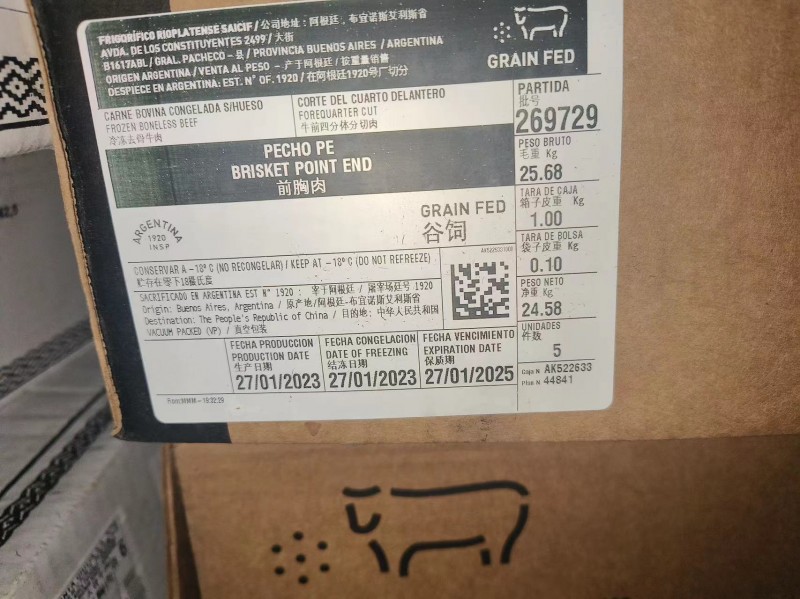 FRIGORÍFICO RIOPLATENSE SAICIF / 公司地址: 阿根廷, 布宜诺斯艾利斯省
AVDA. DE LOS CONSTITUYENTES 2499 / 大街
B1617ABL / GRAL. PACHECO - 县 / PROVINCIA BUENOS AIRES / ARGENTINA
ORIGEN ARGENTINA / VENTA AL PESO - 产于阿根廷 / 按重量销售
DESPIECE EN ARGENTINA: EST. N° OF. 1920 / 在阿根廷1920号厂切分
GRAIN FED
CARNE BOVINA CONGELADA S/HUESO
FROZEN BONELESS BEEF
冷冻去骨牛肉
CORTE DEL CUARTO DELANTERO
FOREQUARTER CUT
牛前四分体分切肉
PARTIDA
批号
269729
PECHO PE
BRISKET POINT END
前胸肉
PESO BRUTO
毛重 Kg
25.68
ARGENTINA
1920
INSP
GRAIN FED
谷饲
TARA DE CAJA
箱子皮重 Kg
1.00
TARA DE BOLSA
袋子皮重 Kg
0.10
CONSERVAR A -18° C (NO RECONGELAR) / KEEP AT -18° C (DO NOT REFREEZE)
贮存在零下18摄氏度
SACRIFICADO EN ARGENTINA EST N° 1920 : 宰于阿根廷 / 屠宰场厂号 1920
Origin: Buenos Aires, Argentina / 原产地/阿根廷-布宜诺斯艾利斯省
Destination: The People's Republic of China / 目的地: 中华人民共和国
VACUUM PACKED (VP) / 真空包装
PESO NETO
净重 Kg
24.58
UNIDADES
件数
5
FECHA PRODUCCION
PRODUCTION DATE
生产日期
27/01/2023
FECHA CONGELACION
DATE OF FREEZING
结冻日期
27/01/2023
FECHA VENCIMIENTO
EXPIRATION DATE
保质期
27/01/2025
Caja N AK522633
44841
19:32:29